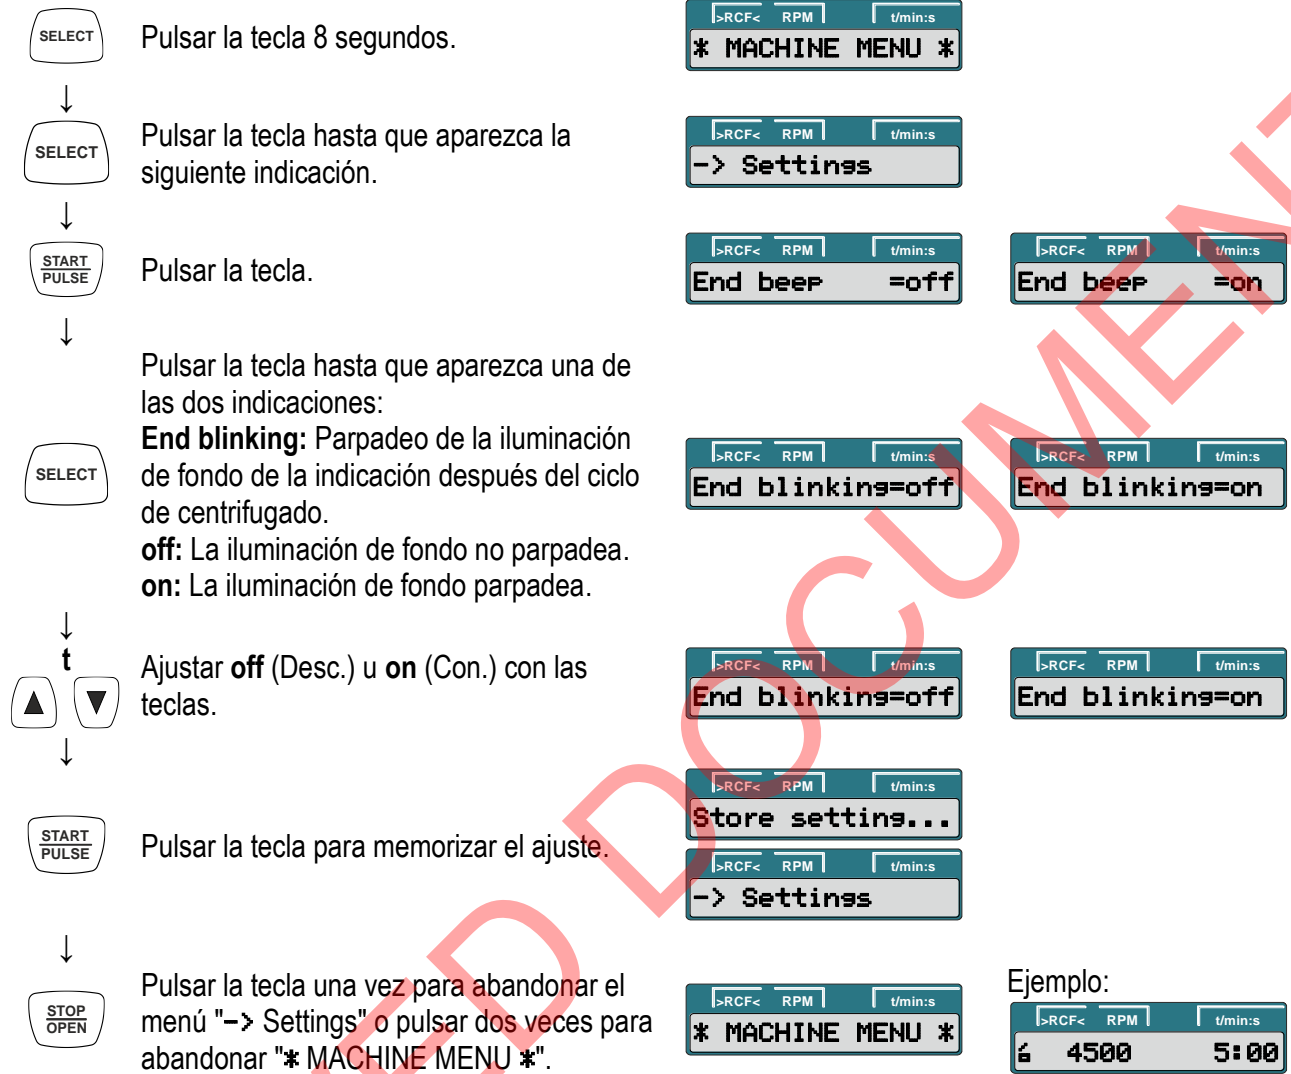 SELECT
Pulsar la tecla 8 segundos.
>RCF< RPM t/min:s
* MACHINE MENU *
↓
SELECT
Pulsar la tecla hasta que aparezca la
siguiente indicación.
>RCF< RPM t/min:s
-> Settings
↓
START
PULSE
Pulsar la tecla.
>RCF< RPM t/min:s
End beep =off
>RCF< RPM t/min:s
End beep =on
↓
SELECT
Pulsar la tecla hasta que aparezca una de
las dos indicaciones:
End blinking: Parpadeo de la iluminación
de fondo de la indicación después del ciclo
de centrifugado.
off: La iluminación de fondo no parpadea.
on: La iluminación de fondo parpadea.
>RCF< RPM t/min:s
End blinking=off
>RCF< RPM t/min:s
End blinking=on
↓
t
▲ ▼
Ajustar off (Desc.) u on (Con.) con las
teclas.
>RCF< RPM t/min:s
End blinking=off
>RCF< RPM t/min:s
End blinking=on
↓
START
PULSE
Pulsar la tecla para memorizar el ajuste.
>RCF< RPM t/min:s
Store setting...
>RCF< RPM t/min:s
-> Settings
↓
STOP
OPEN
Pulsar la tecla una vez para abandonar el
menú "-> Settings" o pulsar dos veces para
abandonar "* MACHINE MENU *".
>RCF< RPM t/min:s
* MACHINE MENU *
Ejemplo:
>RCF< RPM t/min:s
4500 5:00
ED DOCUMENT